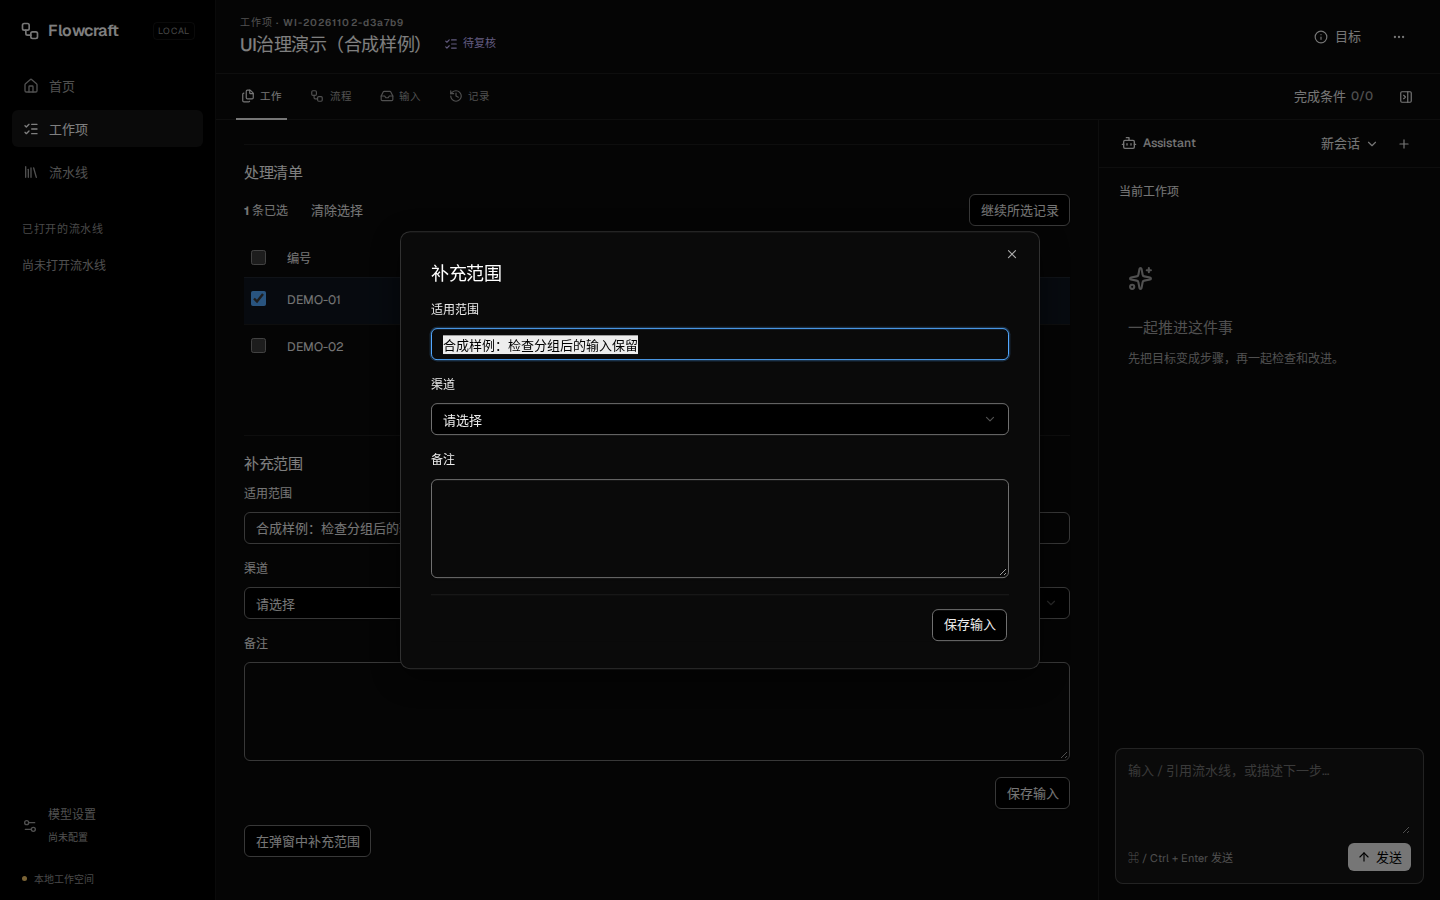 Flowcraft
LOCAL
首页
工作项
流水线
已打开的流水线
尚未打开流水线
模型设置
尚未配置
本地工作空间
工作项 · WI-20261102-d3a7b9
UI治理演示（合成样例）
待复核
目标
工作
流程
输入
记录
完成条件 0/0
处理清单
1 条已选
清除选择
继续所选记录
编号
DEMO-01
DEMO-02
补充范围
适用范围
合成样例：检查分组后的
渠道
请选择
备注
保存输入
在弹窗中补充范围
补充范围
适用范围
合成样例：检查分组后的输入保留
渠道
请选择
备注
保存输入
Assistant
新会话
当前工作项
一起推进这件事
先把目标变成步骤，再一起检查和改进。
输入 / 引用流水线，或描述下一步…
⌘ / Ctrl + Enter 发送
发送